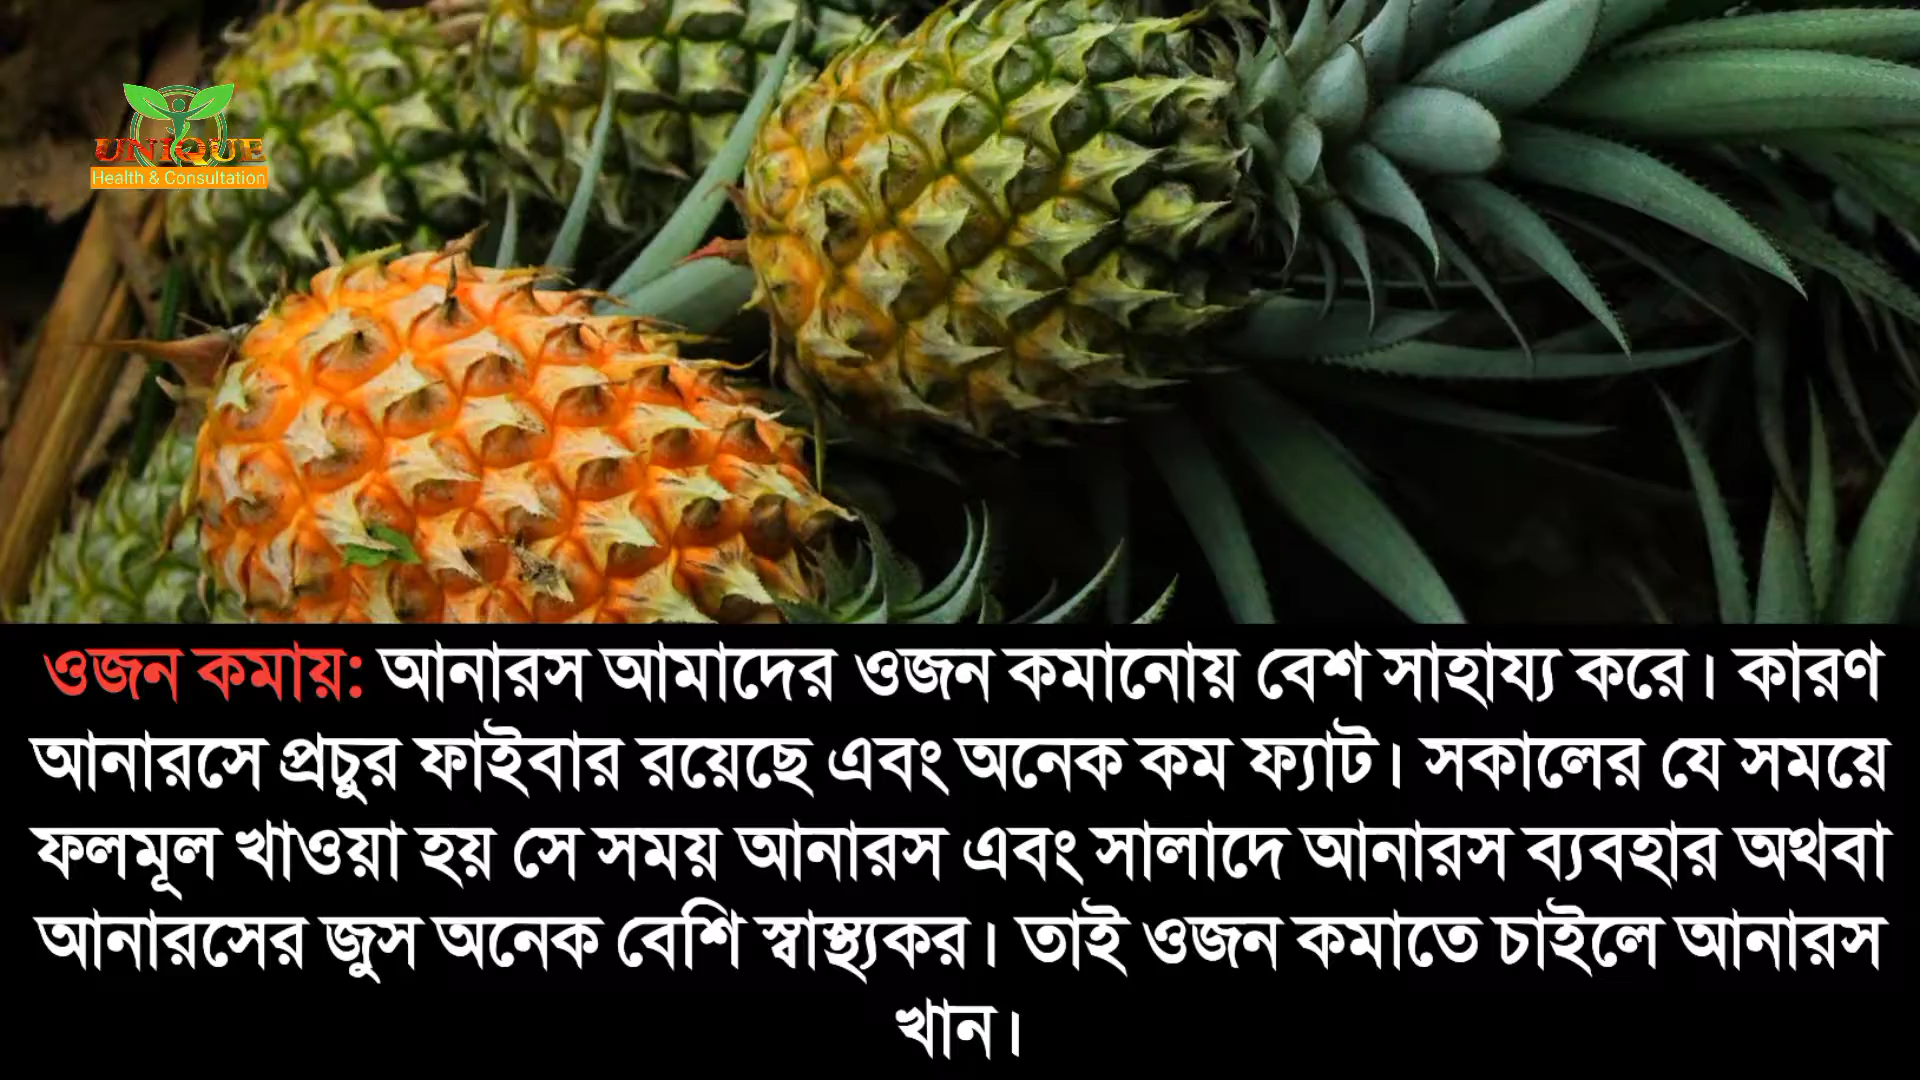 UNIQUE
Health & Consultation
ওজন কমায়: আনারস আমাদের ওজন কমানোয় বেশ সাহায্য করে। কারণ
আনারসে প্রচুর ফাইবার রয়েছে এবং অনেক কম ফ্যাট। সকালের যে সময়ে
ফলমূল খাওয়া হয় সে সময় আনারস এবং সালাদে আনারস ব্যবহার অথবা
আনারসের জুস অনেক বেশি স্বাস্থ্যকর। তাই ওজন কমাতে চাইলে আনারস
খান।